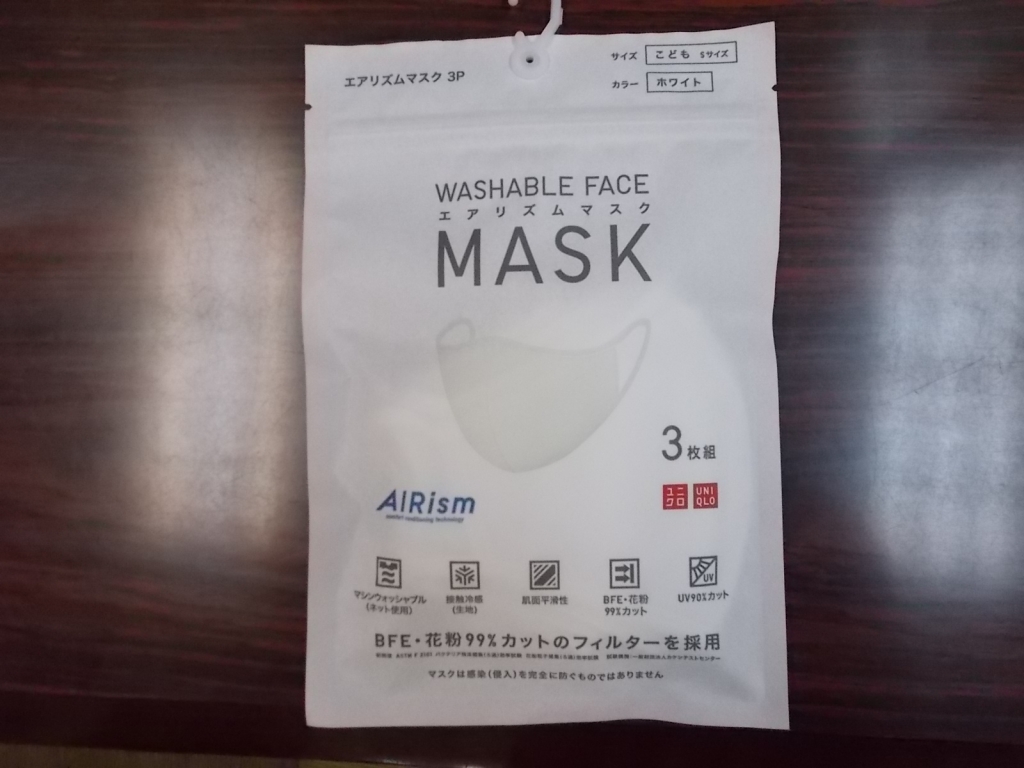 エアリズムマスク 3P
サイズ こども Sサイズ
カラー ホワイト
WASHABLE FACE
エアリズムマスク
MASK
3枚組
AIRism
ユニクロ UNIQLO
マシンウォッシャブル
(ネット使用)
接触冷感
(生地)
肌面平滑性
BFE・花粉
99%カット
UV
UV90%カット
BFE・花粉99%カットのフィルターを採用
マスクは感染(侵入)を完全に防ぐものではありません